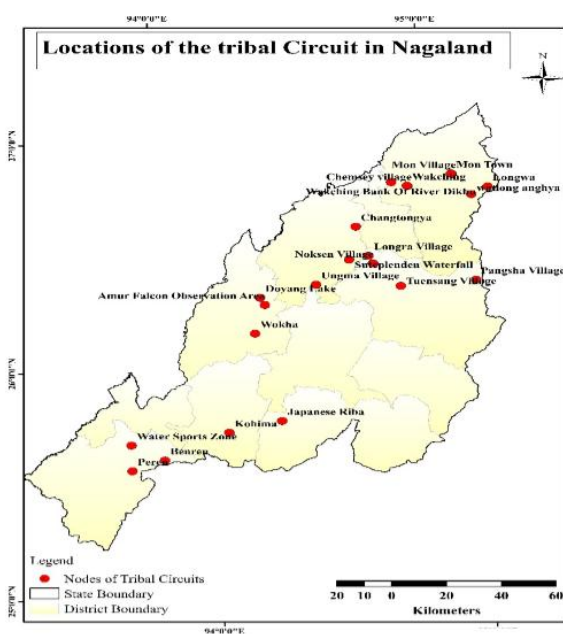 94°0'0"E 95°0'0"E
Locations of the tribal Circuit in Nagaland
N
27°0'0"N
Mon Village Mon Town
Chemsey village Wakching Longwa
Wakching Bank Of River Dikhu
Changtongya
Noksen Village Longra Village
Waterfall
Ungma Village Tuensang Village Pangsha Village
Amur Falcon Observation Area Doyang Lake
Wokha
26°0'0"N
Japanese Riba
Kohima
Water Sports Zone
Benren
Peren
Legend
Nodes of Tribal Circuits
State Boundary
District Boundary
20 10 0 20 40 60
Kilometers
25°0'0"N
94°0'0"E